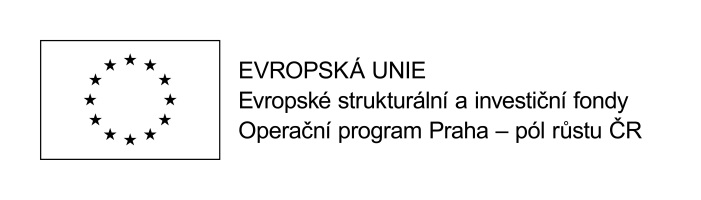 EVROPSKÁ UNIE
Evropské strukturální a investiční fondy
Operační program Praha – pól růstu ČR